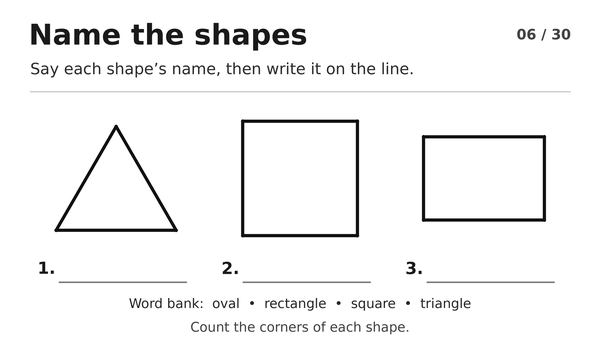 Name the shapes
06 / 30
Say each shape’s name, then write it on the line.
1. 2. 3.
Word bank: oval • rectangle • square • triangle
Count the corners of each shape.